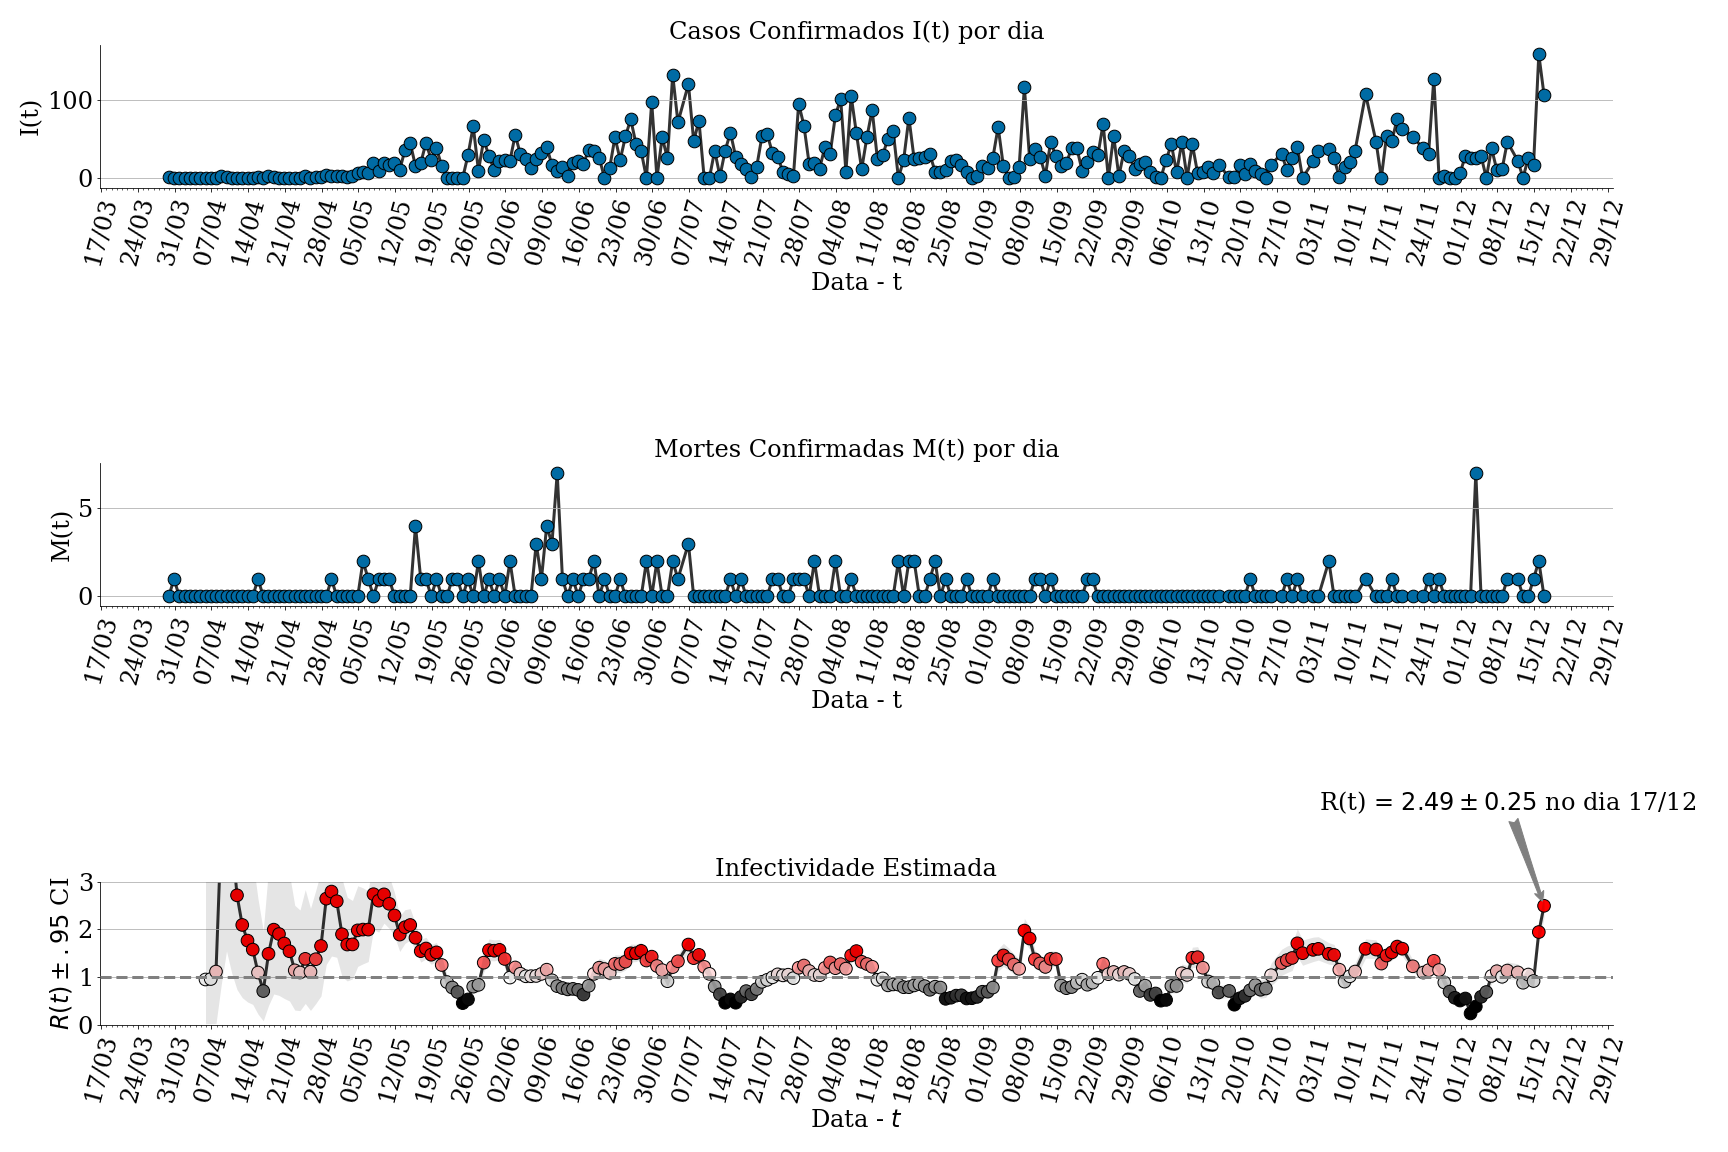 Casos Confirmados I(t) por dia
I(t)
100
0
17/03 24/03 31/03 07/04 14/04 21/04 28/04 05/05 12/05 19/05 26/05 02/06 09/06 16/06 23/06 30/06 07/07 14/07 21/07 28/07 04/08 11/08 18/08 25/08 01/09 08/09 15/09 22/09 29/09 06/10 13/10 20/10 27/10 03/11 10/11 17/11 24/11 01/12 08/12 15/12 22/12 29/12
Data - t
Mortes Confirmadas M(t) por dia
M(t)
5
0
17/03 24/03 31/03 07/04 14/04 21/04 28/04 05/05 12/05 19/05 26/05 02/06 09/06 16/06 23/06 30/06 07/07 14/07 21/07 28/07 04/08 11/08 18/08 25/08 01/09 08/09 15/09 22/09 29/09 06/10 13/10 20/10 27/10 03/11 10/11 17/11 24/11 01/12 08/12 15/12 22/12 29/12
Data - t
R(t) = 2.49 ± 0.25 no dia 17/12
Infectividade Estimada
R(t) ± .95 CI
3
2
1
0
17/03 24/03 31/03 07/04 14/04 21/04 28/04 05/05 12/05 19/05 26/05 02/06 09/06 16/06 23/06 30/06 07/07 14/07 21/07 28/07 04/08 11/08 18/08 25/08 01/09 08/09 15/09 22/09 29/09 06/10 13/10 20/10 27/10 03/11 10/11 17/11 24/11 01/12 08/12 15/12 22/12 29/12
Data - t